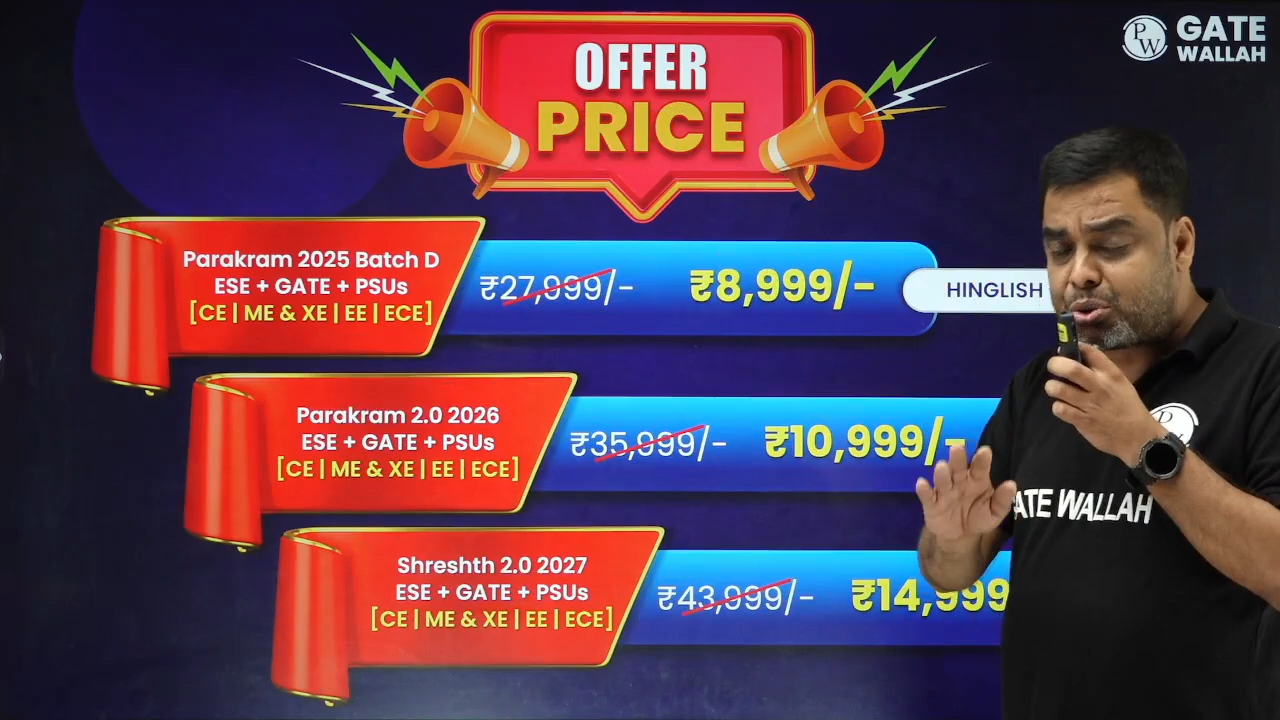 OFFER
PRICE
PW GATE
WALLAH
Parakram 2025 Batch D
ESE + GATE + PSUs
[CE | ME & XE | EE | ECE]
₹27,999/-
₹8,999/-
HINGLISH
Parakram 2.0 2026
ESE + GATE + PSUs
[CE | ME & XE | EE | ECE]
₹35,999/-
₹10,999/-
Shreshth 2.0 2027
ESE + GATE + PSUs
[CE | ME & XE | EE | ECE]
₹43,999/-
₹14,999
P
ATE WALLAH